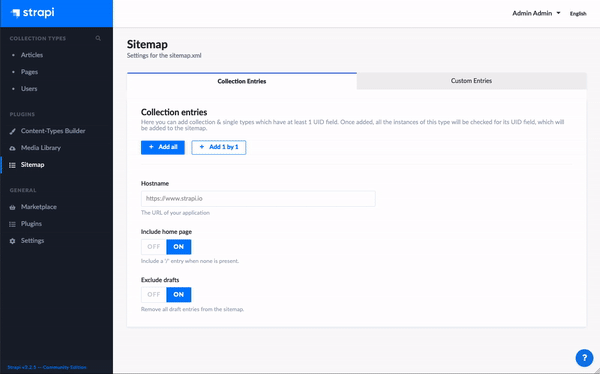 strapi
Admin Admin
English
COLLECTION TYPES
Articles
Pages
Users
PLUGINS
Content-Types Builder
Media Library
Sitemap
GENERAL
Marketplace
Plugins
Settings
Strapi v3.2.5 — Community Edition
Sitemap
Settings for the sitemap.xml
Collection Entries
Custom Entries
Collection entries
Here you can add collection & single types which have at least 1 UID field. Once added, all the instances of this type will be checked for its UID field, which will
be added to the sitemap.
+ Add all
+ Add 1 by 1
Hostname
https://www.strapi.io
The URL of your application
Include home page
OFF ON
Include a '/' entry when none is present.
Exclude drafts
OFF ON
Remove all draft entries from the sitemap.
?